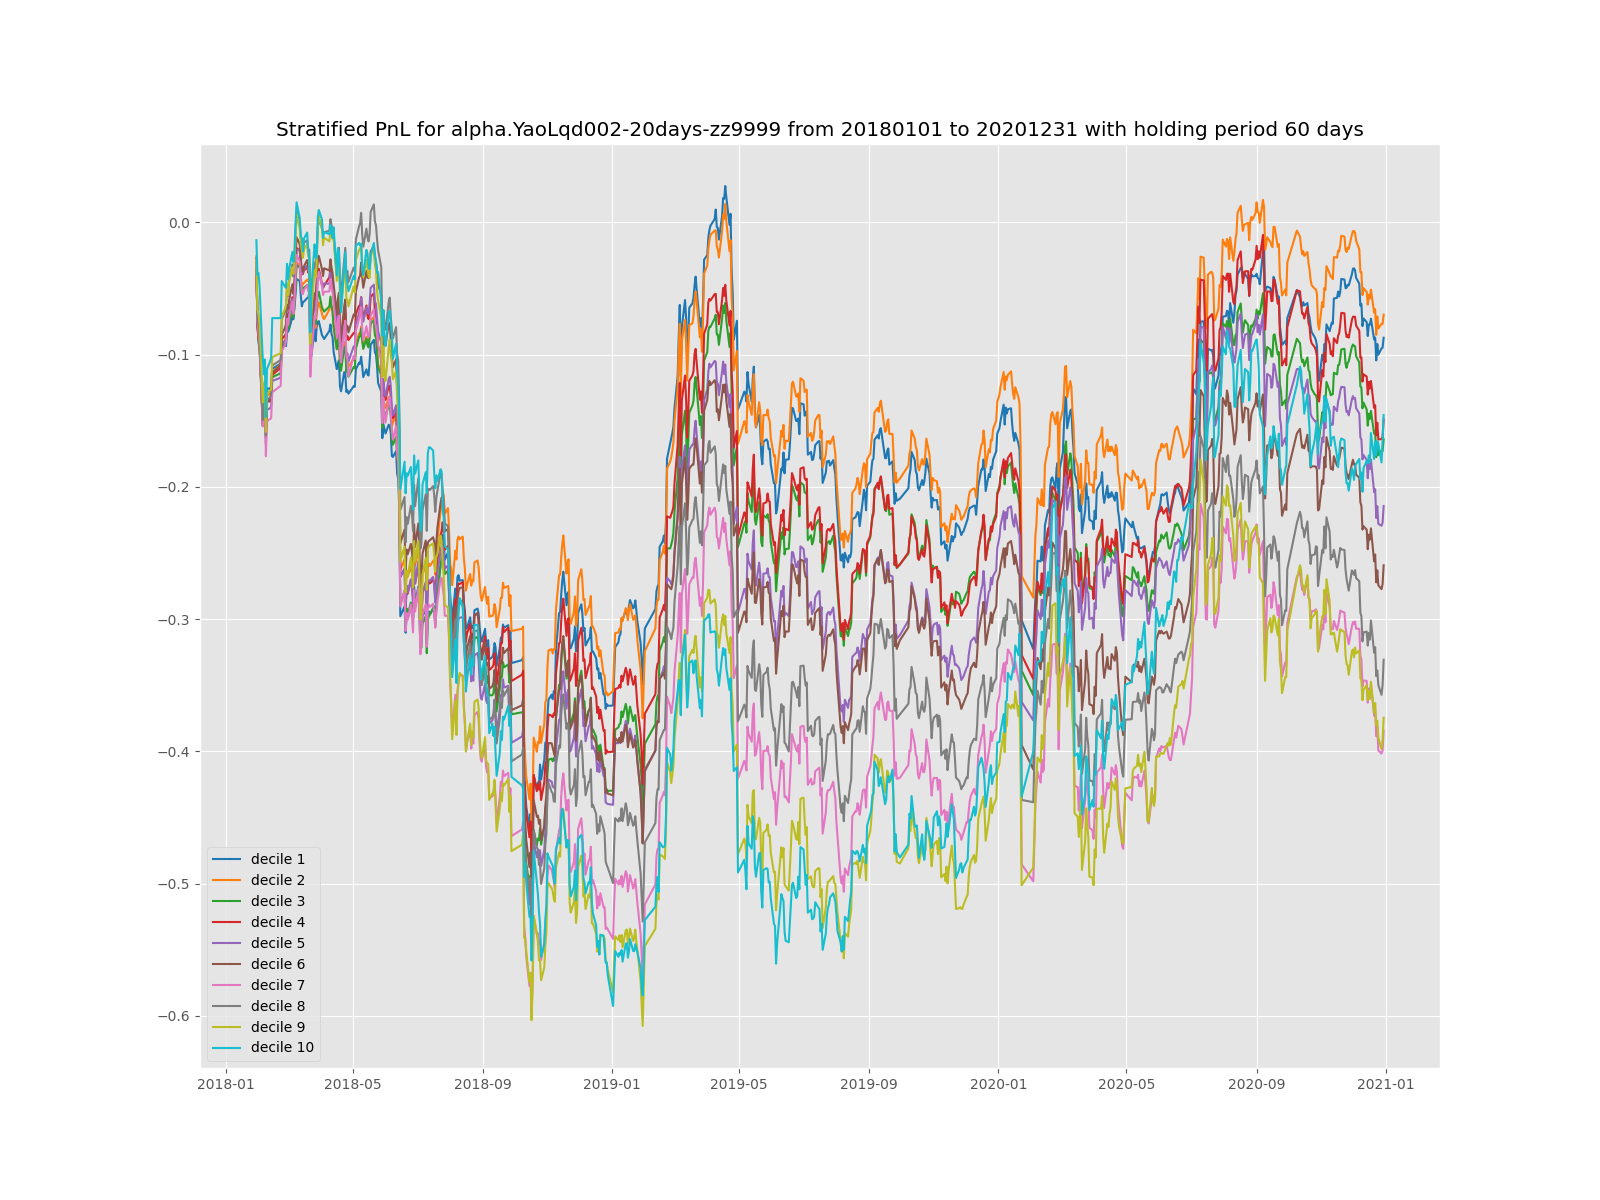 Stratified PnL for alpha.YaoLqd002-20days-zz9999 from 20180101 to 20201231 with holding period 60 days
0.0
−0.1
−0.2
−0.3
−0.4
−0.5
−0.6
decile 1
decile 2
decile 3
decile 4
decile 5
decile 6
decile 7
decile 8
decile 9
decile 10
2018-01 2018-05 2018-09 2019-01 2019-05 2019-09 2020-01 2020-05 2020-09 2021-01